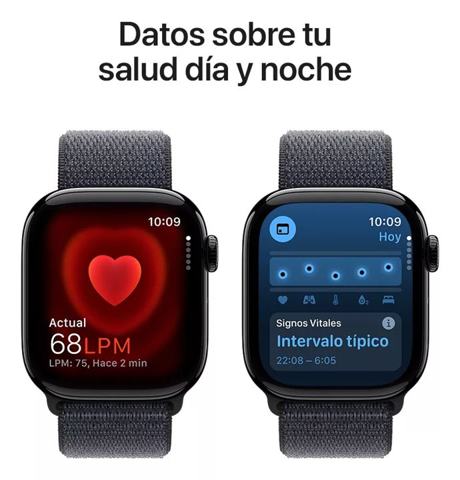 Datos sobre tu
salud día y noche
10:09
Actual
68LPM
LPM: 75, Hace 2 min
10:09
Hoy
Signos Vitales
Intervalo típico
22:08 – 6:05